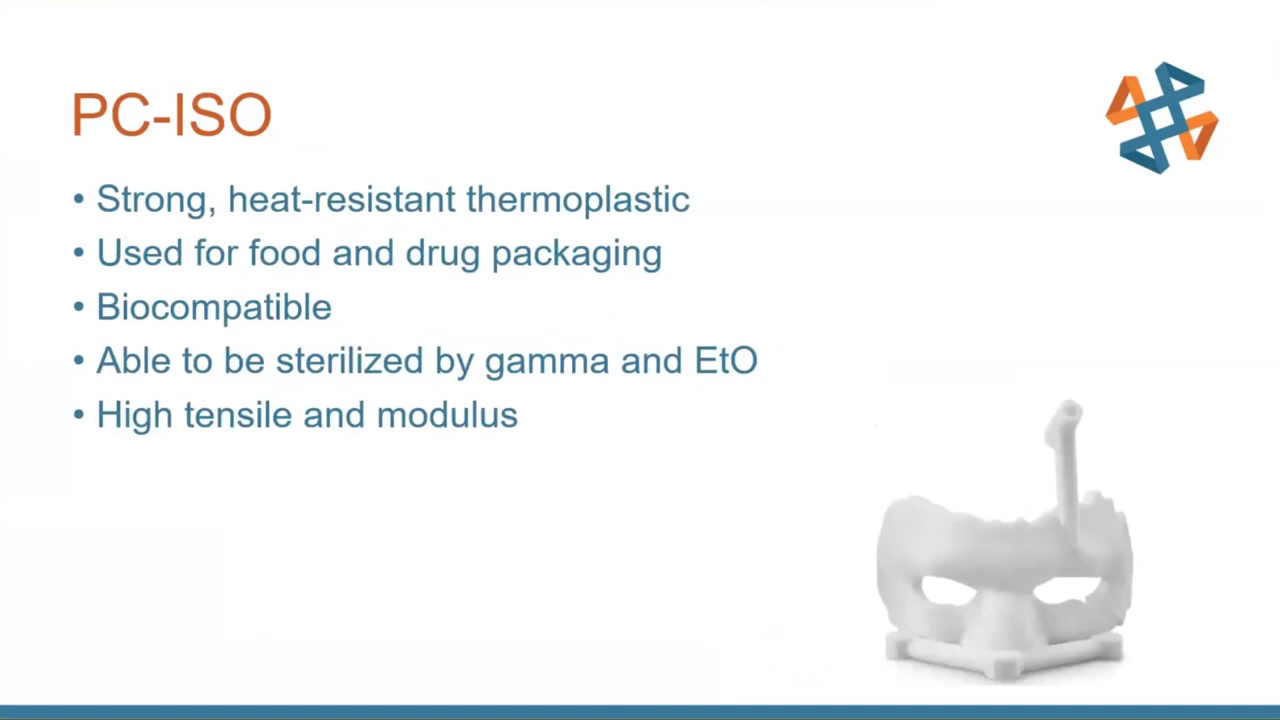 PC-ISO
• Strong, heat-resistant thermoplastic
• Used for food and drug packaging
• Biocompatible
• Able to be sterilized by gamma and EtO
• High tensile and modulus